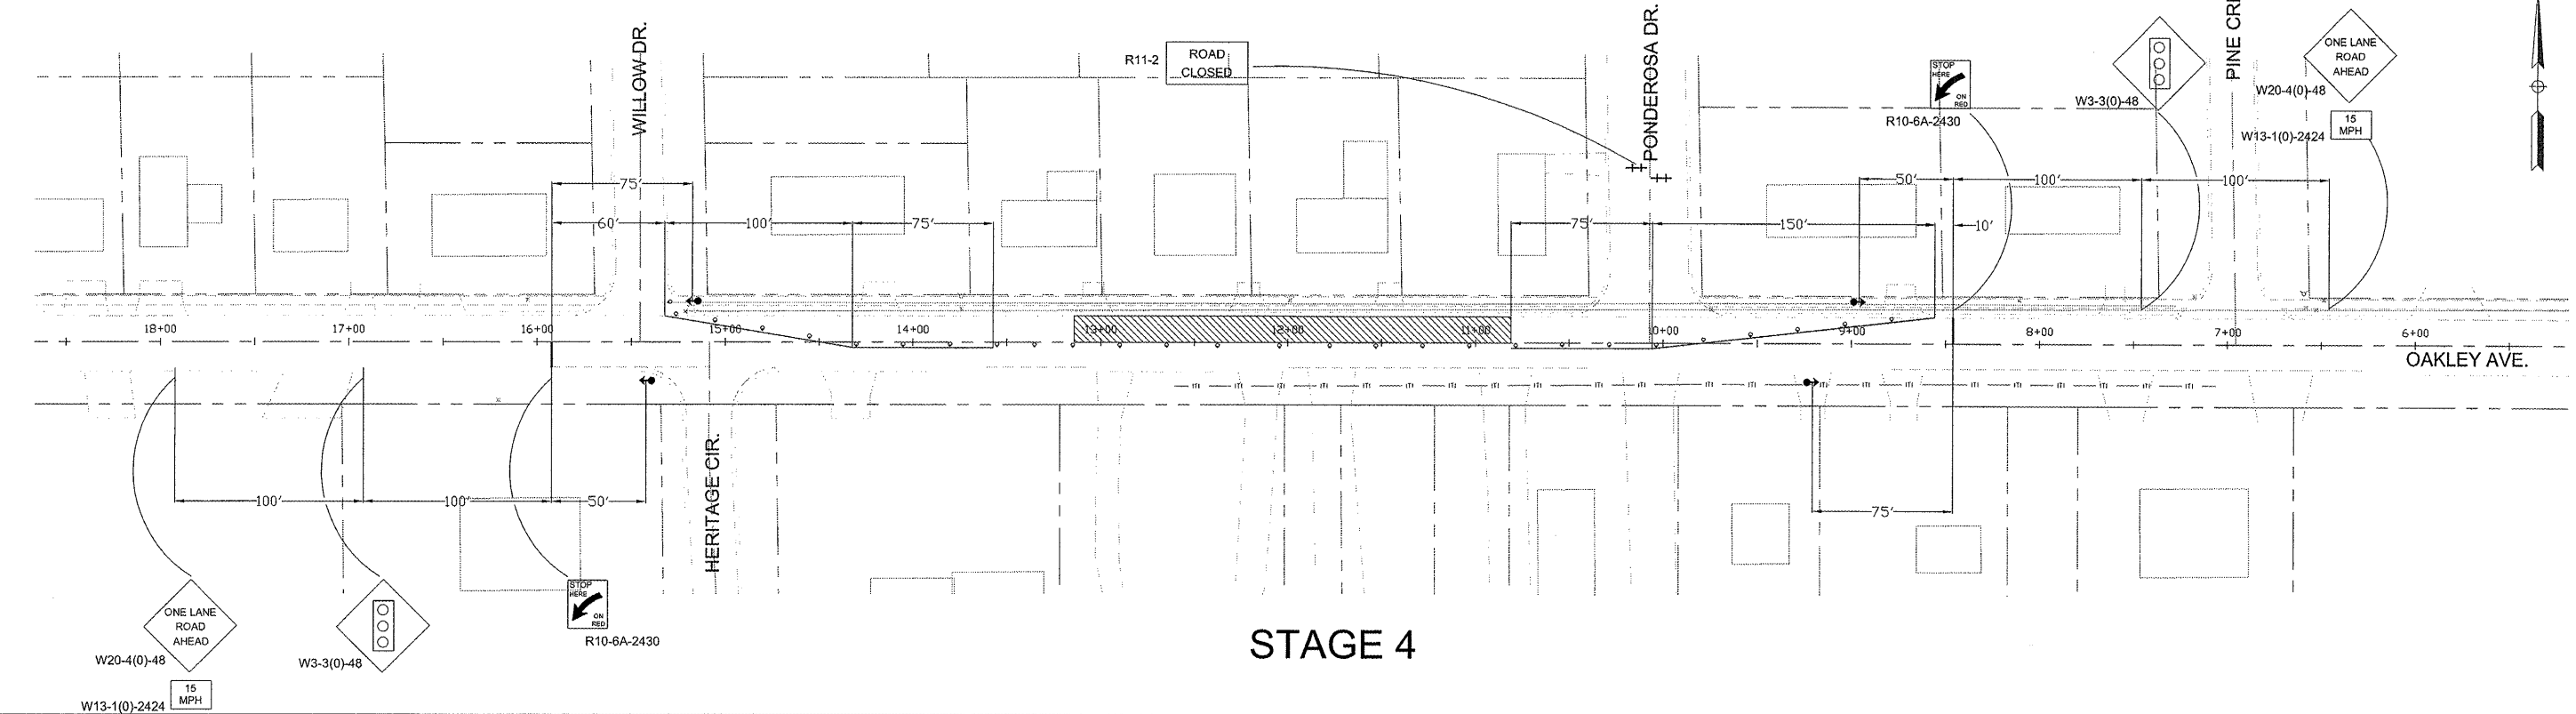 WILLOW DR.
R11-2
ROAD
CLOSED
PONDEROSA DR.
STOP
HERE
ON
RED
R10-6A-2430
W3-3(0)-48
PINE
ONE LANE
ROAD
AHEAD
W20-4(0)-48
15
MPH
W13-1(0)-2424
75'
60'
100'
75'
75'
150'
50'
100'
100'
10'
18+00
17+00
16+00
15+00
14+00
13+00
12+00
11+00
10+00
9+00
8+00
7+00
6+00
OAKLEY AVE.
HERITAGE CIR.
100'
100'
50'
75'
ONE LANE
ROAD
AHEAD
W20-4(0)-48
15
MPH
W13-1(0)-2424
W3-3(0)-48
STOP
HERE
ON
RED
R10-6A-2430
STAGE 4